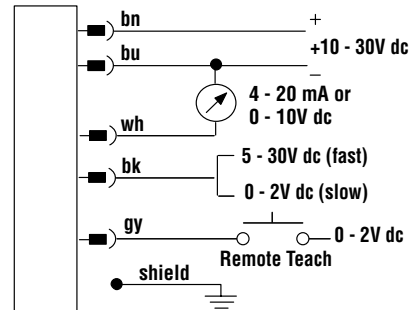 bn
+
+10 - 30V dc
bu
–
4 - 20 mA or
0 - 10V dc
wh
bk
5 - 30V dc (fast)
0 - 2V dc (slow)
gy
0 - 2V dc
Remote Teach
shield